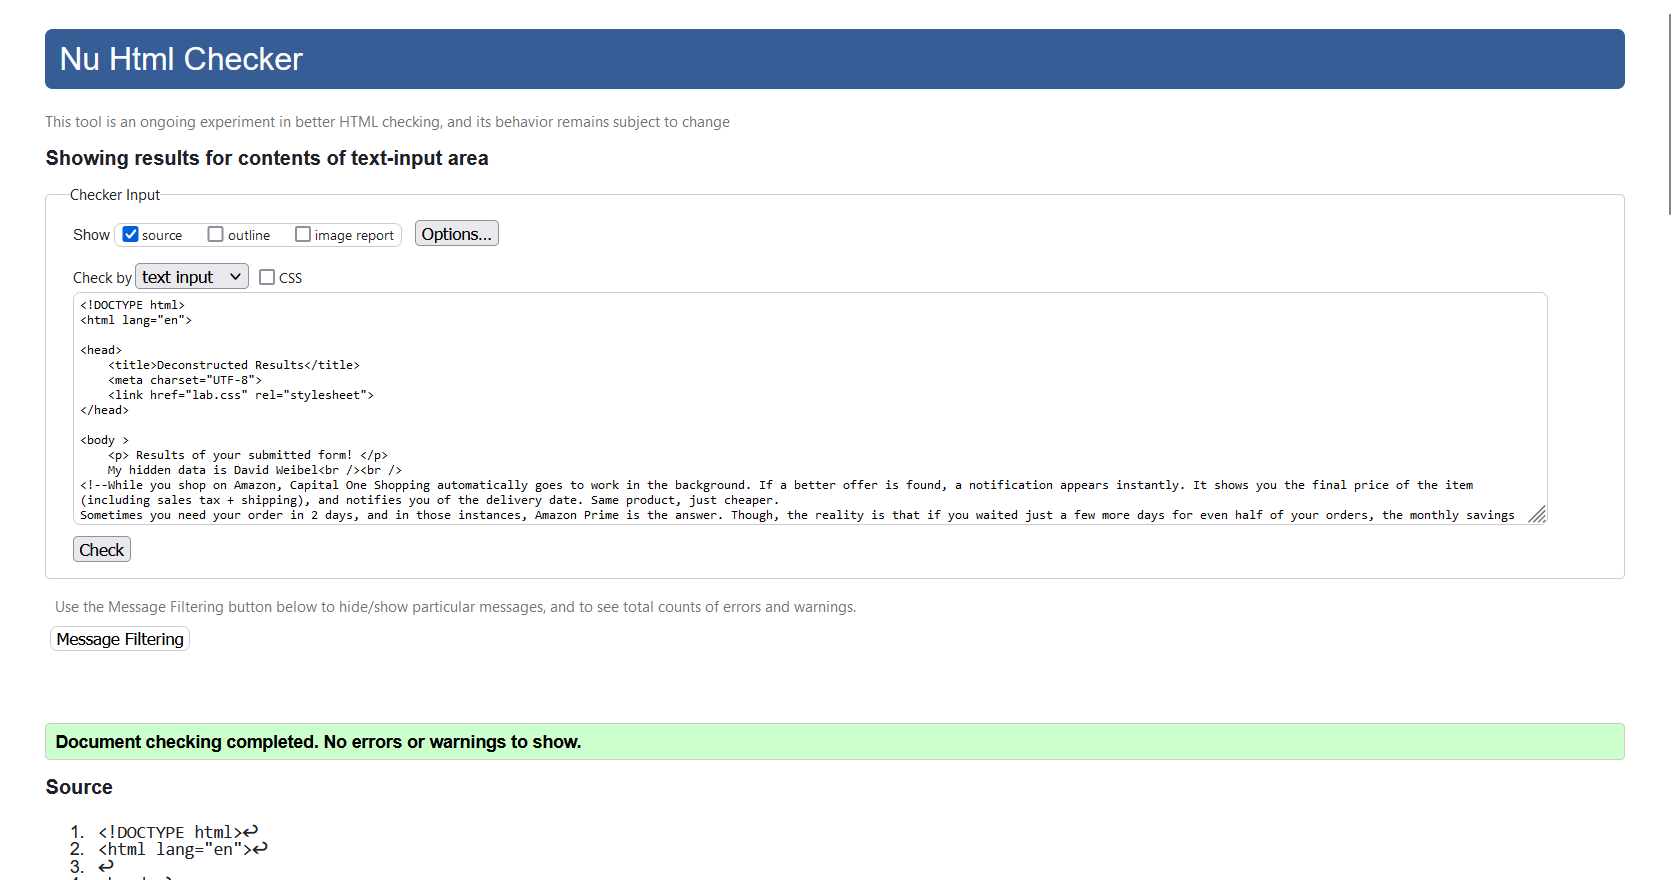 Nu Html Checker
This tool is an ongoing experiment in better HTML checking, and its behavior remains subject to change
Showing results for contents of text-input area
Checker Input
Show source outline image report Options...
Check by text input CSS
<!DOCTYPE html>
<html lang="en">
<head>
    <title>Deconstructed Results</title>
    <meta charset="UTF-8">
    <link href="lab.css" rel="stylesheet">
</head>
<body >
    <p> Results of your submitted form! </p>
    My hidden data is David Weibel<br /><br />
<!--While you shop on Amazon, Capital One Shopping automatically goes to work in the background. If a better offer is found, a notification appears instantly. It shows you the final price of the item
(including sales tax + shipping), and notifies you of the delivery date. Same product, just cheaper.
Sometimes you need your order in 2 days, and in those instances, Amazon Prime is the answer. Though, the reality is that if you waited just a few more days for even half of your orders, the monthly savings
Check
Use the Message Filtering button below to hide/show particular messages, and to see total counts of errors and warnings.
Message Filtering
Document checking completed. No errors or warnings to show.
Source
1. <!DOCTYPE html>↩
2. <html lang="en">↩
3. ↩